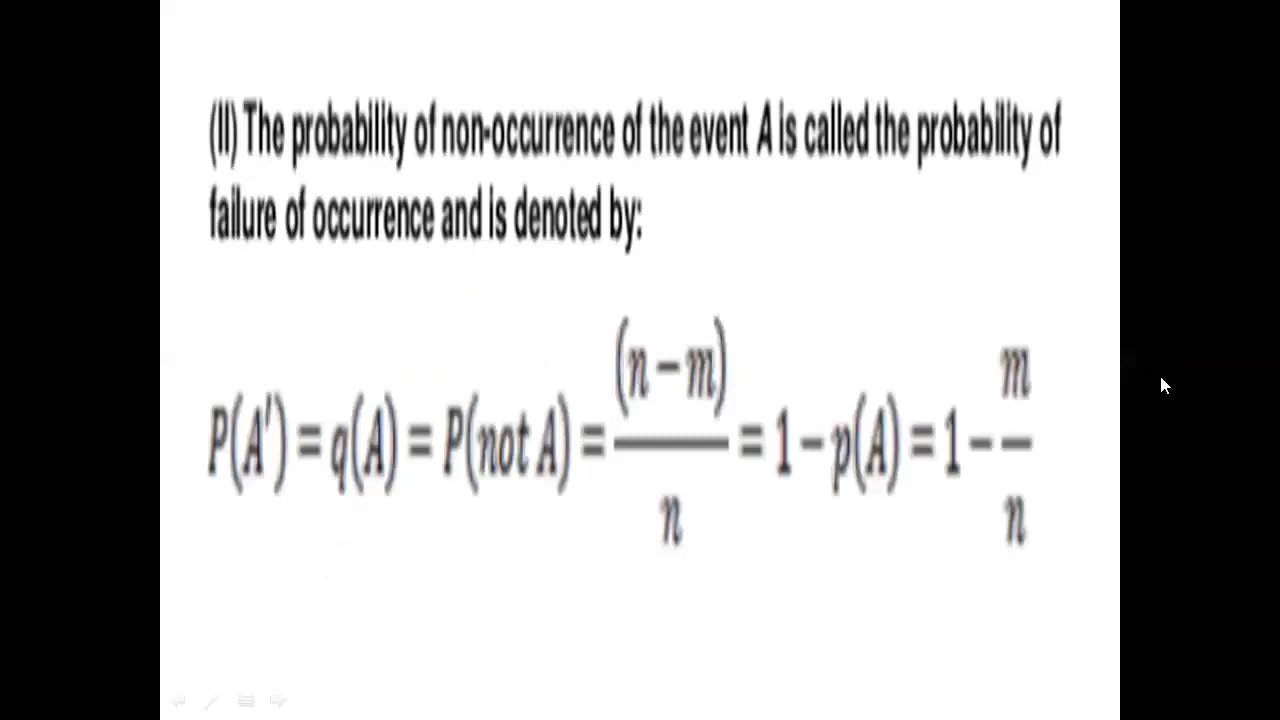 (II) The probability of non-occurrence of the event A is called the probability of
failure of occurrence and is denoted by:
P(A') = q(A) = P(not A) = (n − m)/n = 1 − p(A) = 1 − m/n